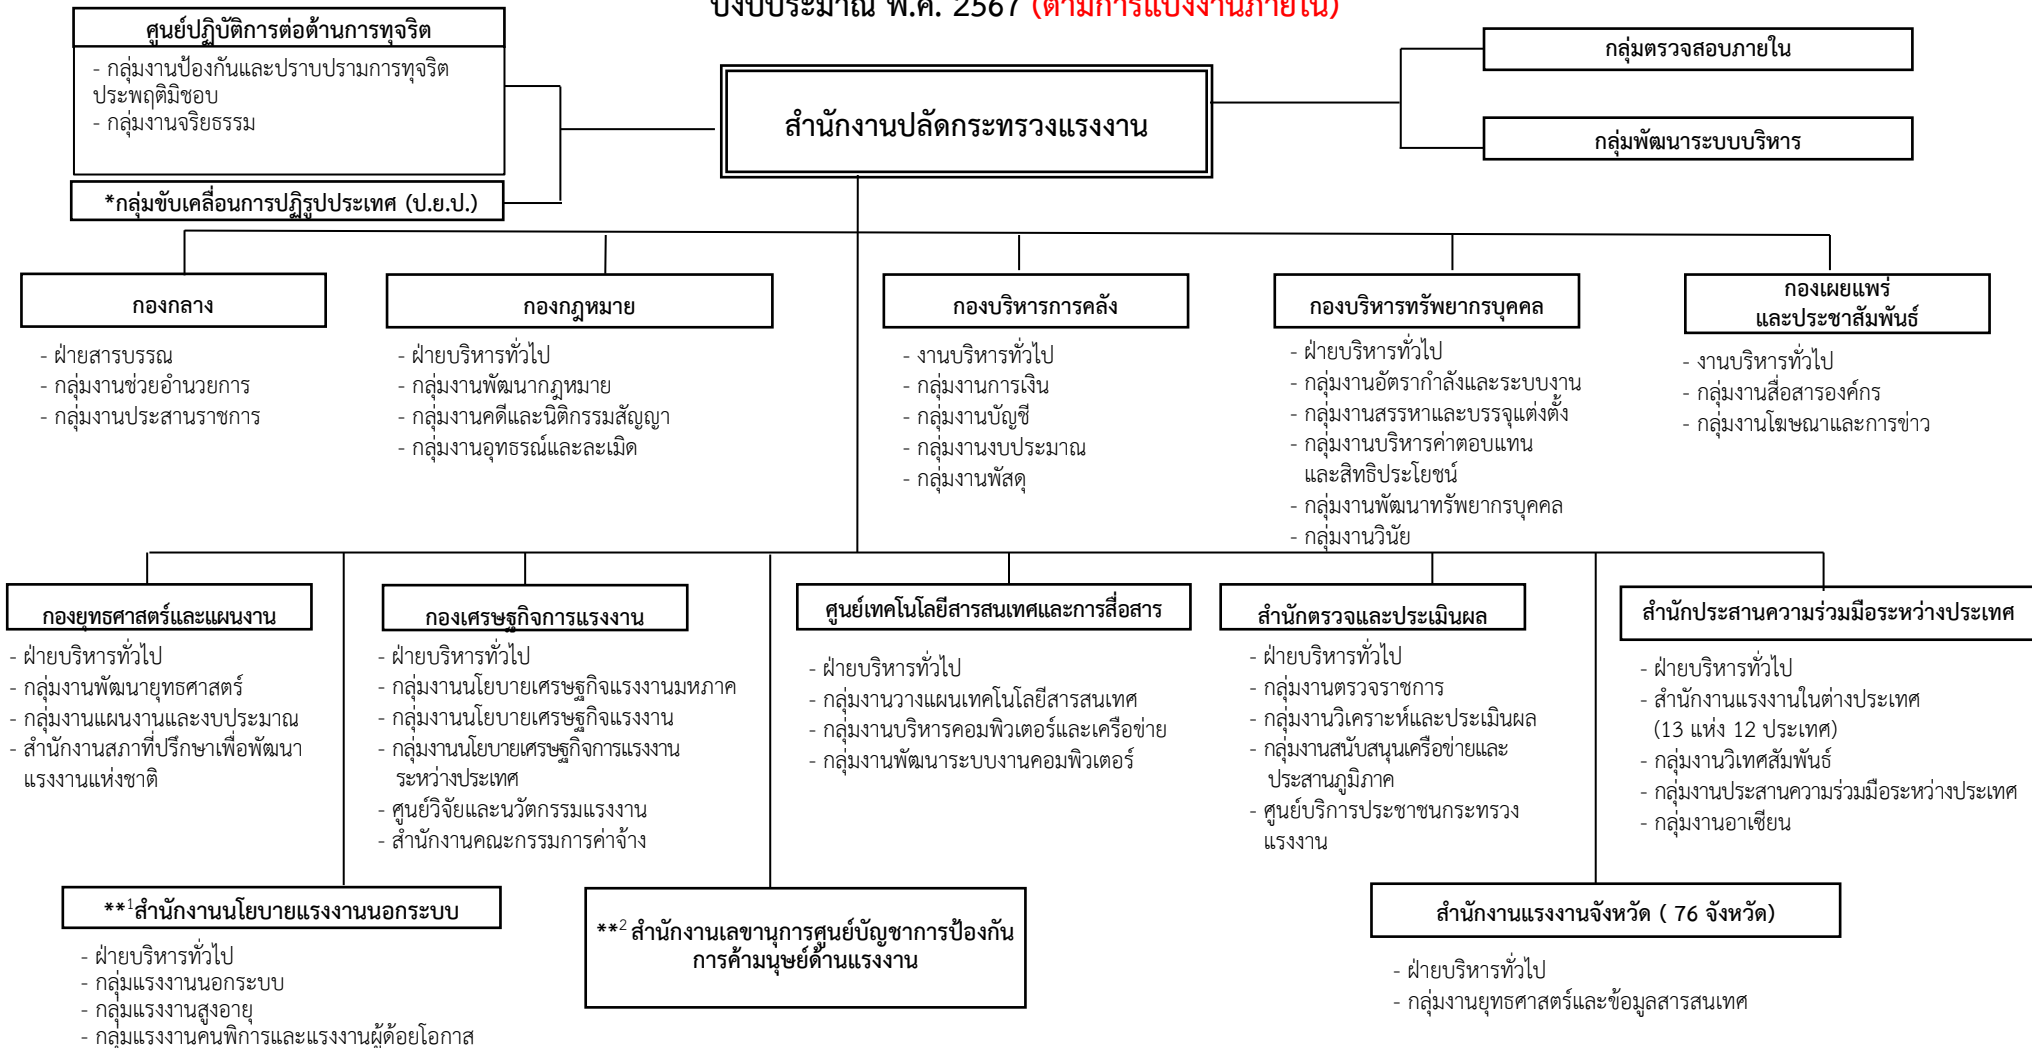 ปีงบประมาณ พ.ศ. 2567 (ตามการแบ่งงานภายใน)
ศูนย์ปฏิบัติการต่อต้านการทุจริต
- กลุ่มงานป้องกันและปราบปรามการทุจริต
ประพฤติมิชอบ
- กลุ่มงานจริยธรรม
*กลุ่มขับเคลื่อนการปฏิรูปประเทศ (ป.ย.ป.)
สำนักงานปลัดกระทรวงแรงงาน
กลุ่มตรวจสอบภายใน
กลุ่มพัฒนาระบบบริหาร
กองกลาง
- ฝ่ายสารบรรณ
- กลุ่มงานช่วยอำนวยการ
- กลุ่มงานประสานราชการ
กองกฎหมาย
- ฝ่ายบริหารทั่วไป
- กลุ่มงานพัฒนากฎหมาย
- กลุ่มงานคดีและนิติกรรมสัญญา
- กลุ่มงานอุทธรณ์และละเมิด
กองบริหารการคลัง
- งานบริหารทั่วไป
- กลุ่มงานการเงิน
- กลุ่มงานบัญชี
- กลุ่มงานงบประมาณ
- กลุ่มงานพัสดุ
กองบริหารทรัพยากรบุคคล
- ฝ่ายบริหารทั่วไป
- กลุ่มงานอัตรากำลังและระบบงาน
- กลุ่มงานสรรหาและบรรจุแต่งตั้ง
- กลุ่มงานบริหารค่าตอบแทน
และสิทธิประโยชน์
- กลุ่มงานพัฒนาทรัพยากรบุคคล
- กลุ่มงานวินัย
กองเผยแพร่
และประชาสัมพันธ์
- งานบริหารทั่วไป
- กลุ่มงานสื่อสารองค์กร
- กลุ่มงานโฆษณาและการข่าว
กองยุทธศาสตร์และแผนงาน
- ฝ่ายบริหารทั่วไป
- กลุ่มงานพัฒนายุทธศาสตร์
- กลุ่มงานแผนงานและงบประมาณ
- สำนักงานสภาที่ปรึกษาเพื่อพัฒนา
แรงงานแห่งชาติ
กองเศรษฐกิจการแรงงาน
- ฝ่ายบริหารทั่วไป
- กลุ่มงานนโยบายเศรษฐกิจแรงงานมหภาค
- กลุ่มงานนโยบายเศรษฐกิจแรงงาน
- กลุ่มงานนโยบายเศรษฐกิจการแรงงาน
ระหว่างประเทศ
- ศูนย์วิจัยและนวัตกรรมแรงงาน
- สำนักงานคณะกรรมการค่าจ้าง
ศูนย์เทคโนโลยีสารสนเทศและการสื่อสาร
- ฝ่ายบริหารทั่วไป
- กลุ่มงานวางแผนเทคโนโลยีสารสนเทศ
- กลุ่มงานบริหารคอมพิวเตอร์และเครือข่าย
- กลุ่มงานพัฒนาระบบงานคอมพิวเตอร์
สำนักตรวจและประเมินผล
- ฝ่ายบริหารทั่วไป
- กลุ่มงานตรวจราชการ
- กลุ่มงานวิเคราะห์และประเมินผล
- กลุ่มงานสนับสนุนเครือข่ายและ
ประสานภูมิภาค
- ศูนย์บริการประชาชนกระทรวง
แรงงาน
สำนักประสานความร่วมมือระหว่างประเทศ
- ฝ่ายบริหารทั่วไป
- สำนักงานแรงงานในต่างประเทศ
(13 แห่ง 12 ประเทศ)
- กลุ่มงานวิเทศสัมพันธ์
- กลุ่มงานประสานความร่วมมือระหว่างประเทศ
- กลุ่มงานอาเซียน
**¹สำนักงานนโยบายแรงงานนอกระบบ
- ฝ่ายบริหารทั่วไป
- กลุ่มแรงงานนอกระบบ
- กลุ่มแรงงานสูงอายุ
- กลุ่มแรงงานคนพิการและแรงงานผู้ด้อยโอกาส
**² สำนักงานเลขานุการศูนย์บัญชาการป้องกัน
การค้ามนุษย์ด้านแรงงาน
สำนักงานแรงงานจังหวัด ( 76 จังหวัด)
- ฝ่ายบริหารทั่วไป
- กลุ่มงานยุทธศาสตร์และข้อมูลสารสนเทศ